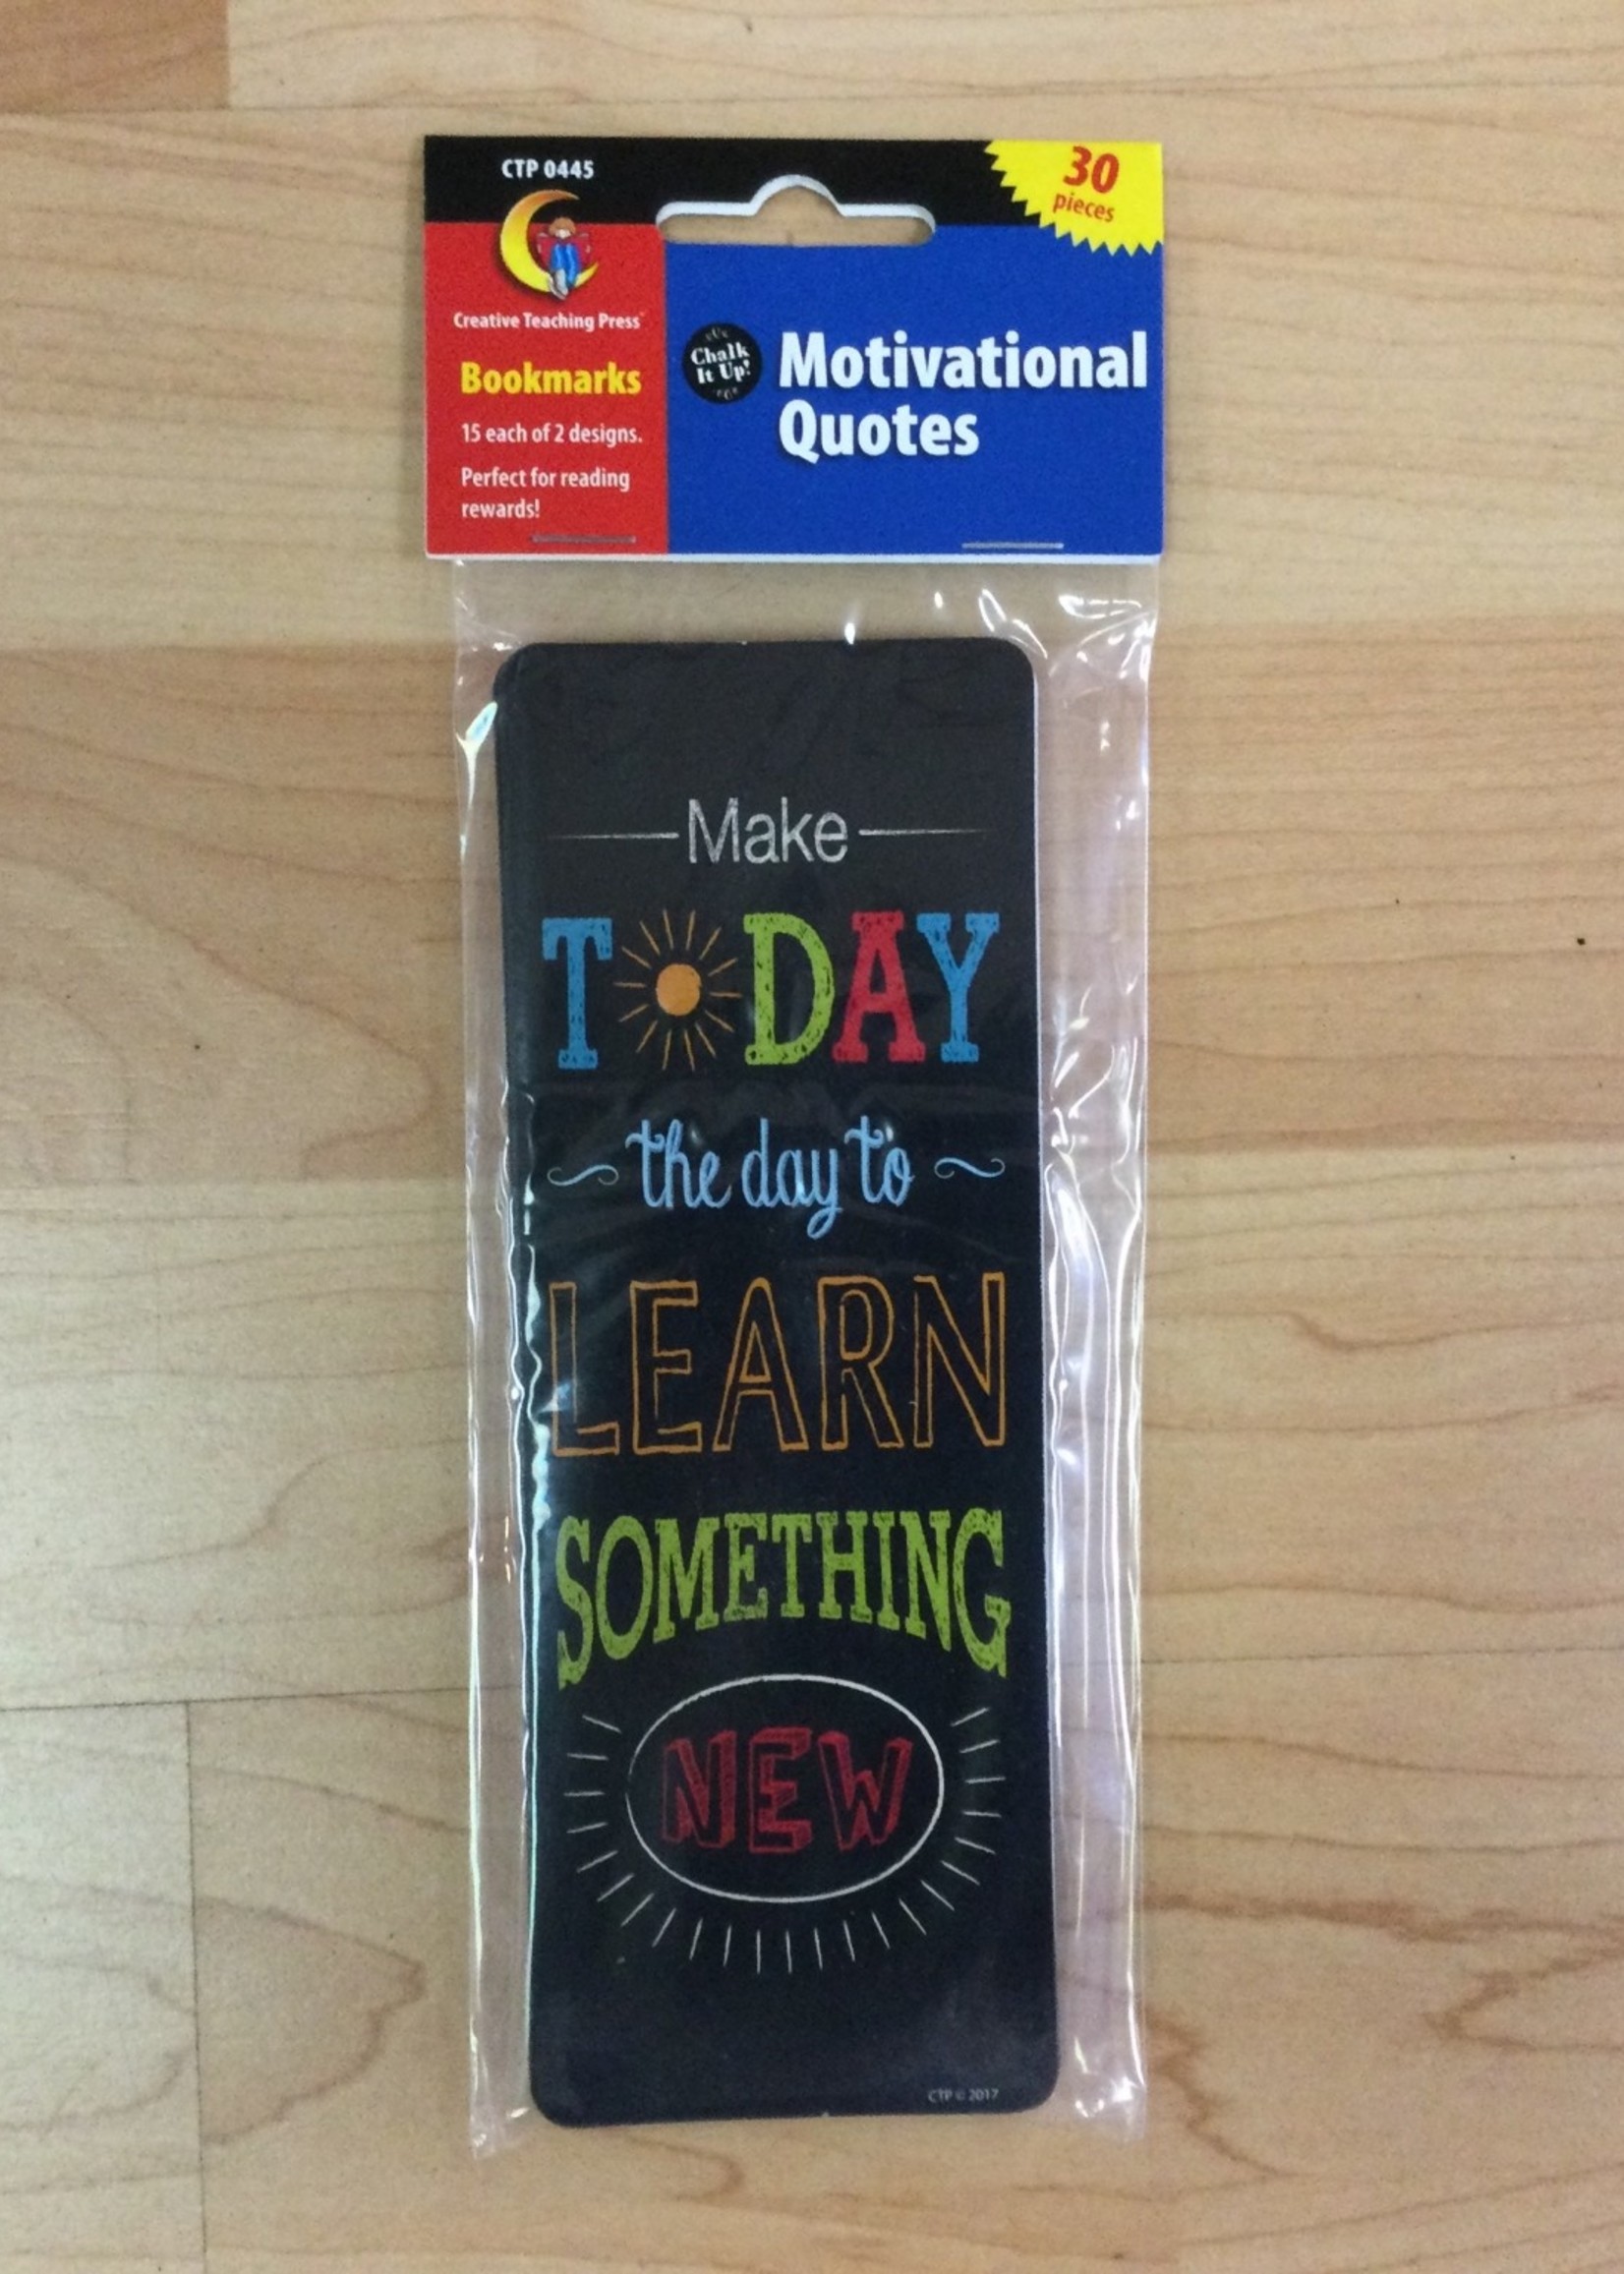 CTP 0445
30
pieces
Creative Teaching Press
Bookmarks
15 each of 2 designs.
Perfect for reading
rewards!
Chalk
It Up!
Motivational
Quotes
Make
TODAY
the day to
LEARN
SOMETHING
NEW
CTP © 2017